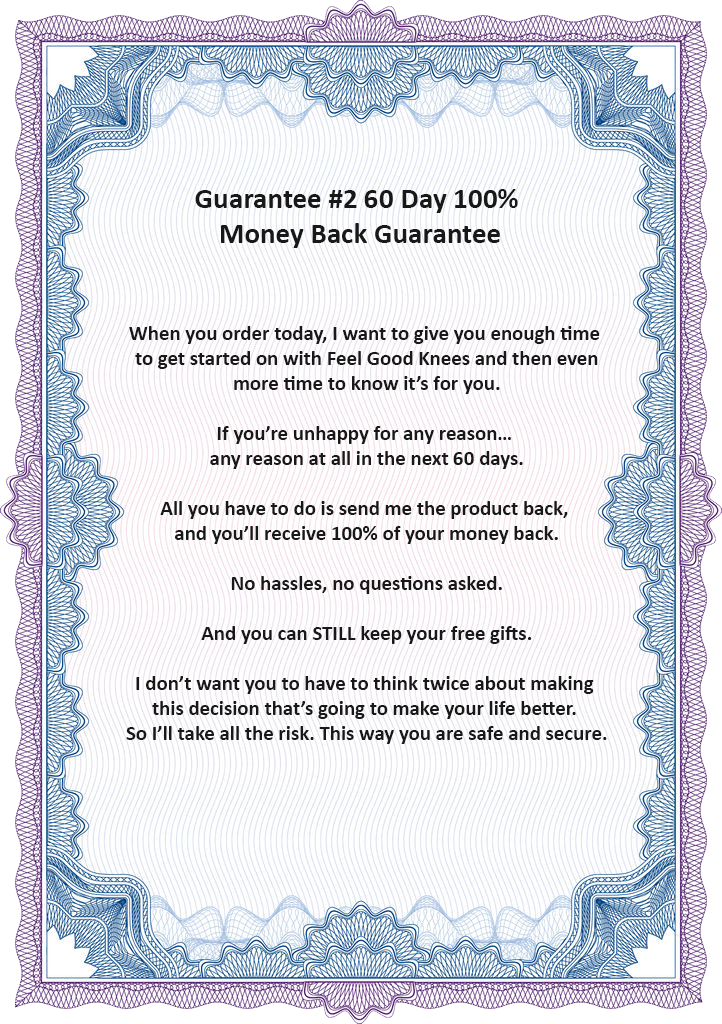 Guarantee #2 60 Day 100%
Money Back Guarantee
When you order today, I want to give you enough time
to get started on with Feel Good Knees and then even
more time to know it’s for you.
If you’re unhappy for any reason…
any reason at all in the next 60 days.
All you have to do is send me the product back,
and you’ll receive 100% of your money back.
No hassles, no questions asked.
And you can STILL keep your free gifts.
I don’t want you to have to think twice about making
this decision that’s going to make your life better.
So I’ll take all the risk. This way you are safe and secure.